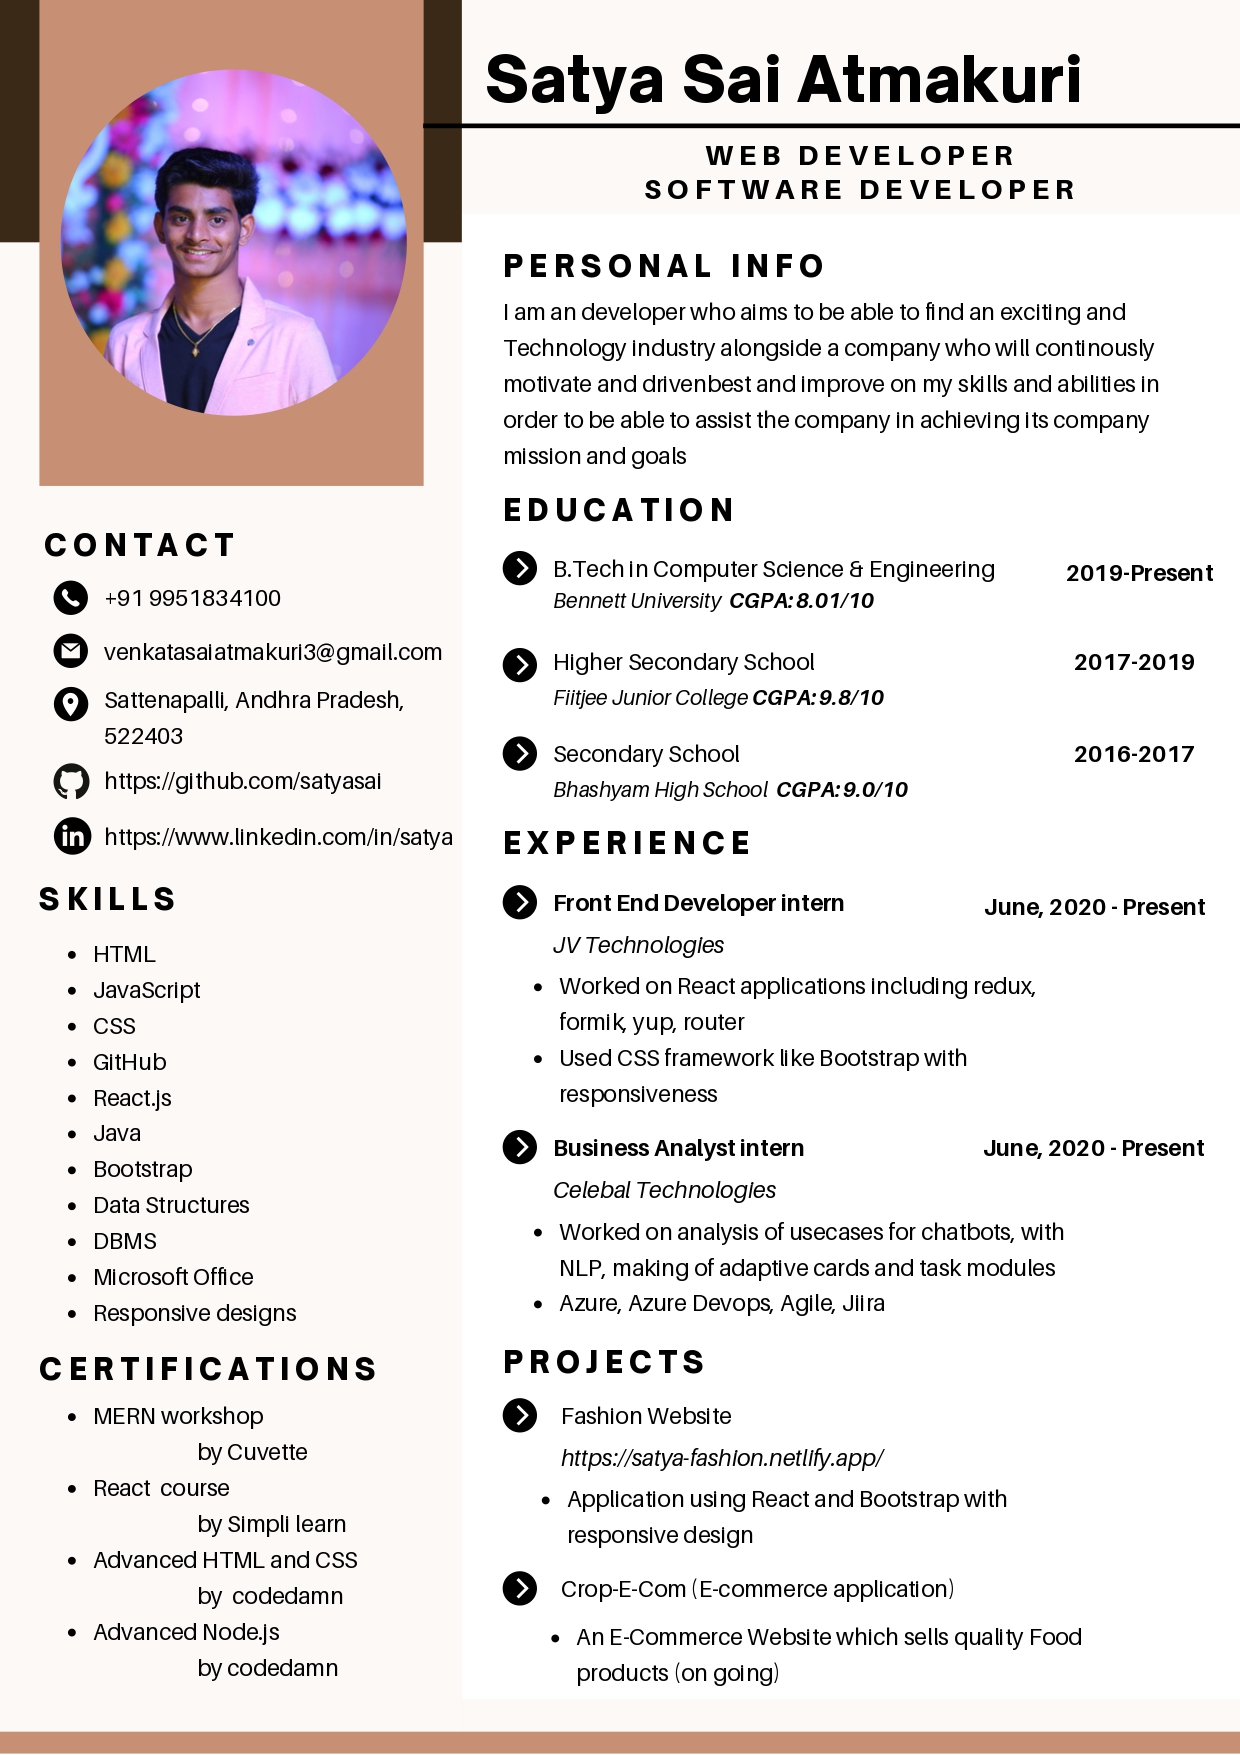 Satya Sai Atmakuri
WEB DEVELOPER
SOFTWARE DEVELOPER
CONTACT
+91 9951834100
venkatasaiatmakuri3@gmail.com
Sattenapalli, Andhra Pradesh,
522403
https://github.com/satyasai
https://www.linkedin.com/in/satya
SKILLS
• HTML
• JavaScript
• CSS
• GitHub
• React.js
• Java
• Bootstrap
• Data Structures
• DBMS
• Microsoft Office
• Responsive designs
CERTIFICATIONS
• MERN workshop
by Cuvette
• React course
by Simpli learn
• Advanced HTML and CSS
by codedamn
• Advanced Node.js
by codedamn
PERSONAL INFO
I am an developer who aims to be able to find an exciting and
Technology industry alongside a company who will continously
motivate and drivenbest and improve on my skills and abilities in
order to be able to assist the company in achieving its company
mission and goals
EDUCATION
B.Tech in Computer Science & Engineering 2019-Present
Bennett University CGPA: 8.01/10
Higher Secondary School 2017-2019
Fiitjee Junior College CGPA: 9.8/10
Secondary School 2016-2017
Bhashyam High School CGPA: 9.0/10
EXPERIENCE
Front End Developer intern June, 2020 - Present
JV Technologies
• Worked on React applications including redux,
formik, yup, router
• Used CSS framework like Bootstrap with
responsiveness
Business Analyst intern June, 2020 - Present
Celebal Technologies
• Worked on analysis of usecases for chatbots, with
NLP, making of adaptive cards and task modules
• Azure, Azure Devops, Agile, Jiira
PROJECTS
Fashion Website
https://satya-fashion.netlify.app/
• Application using React and Bootstrap with
responsive design
Crop-E-Com (E-commerce application)
• An E-Commerce Website which sells quality Food
products (on going)